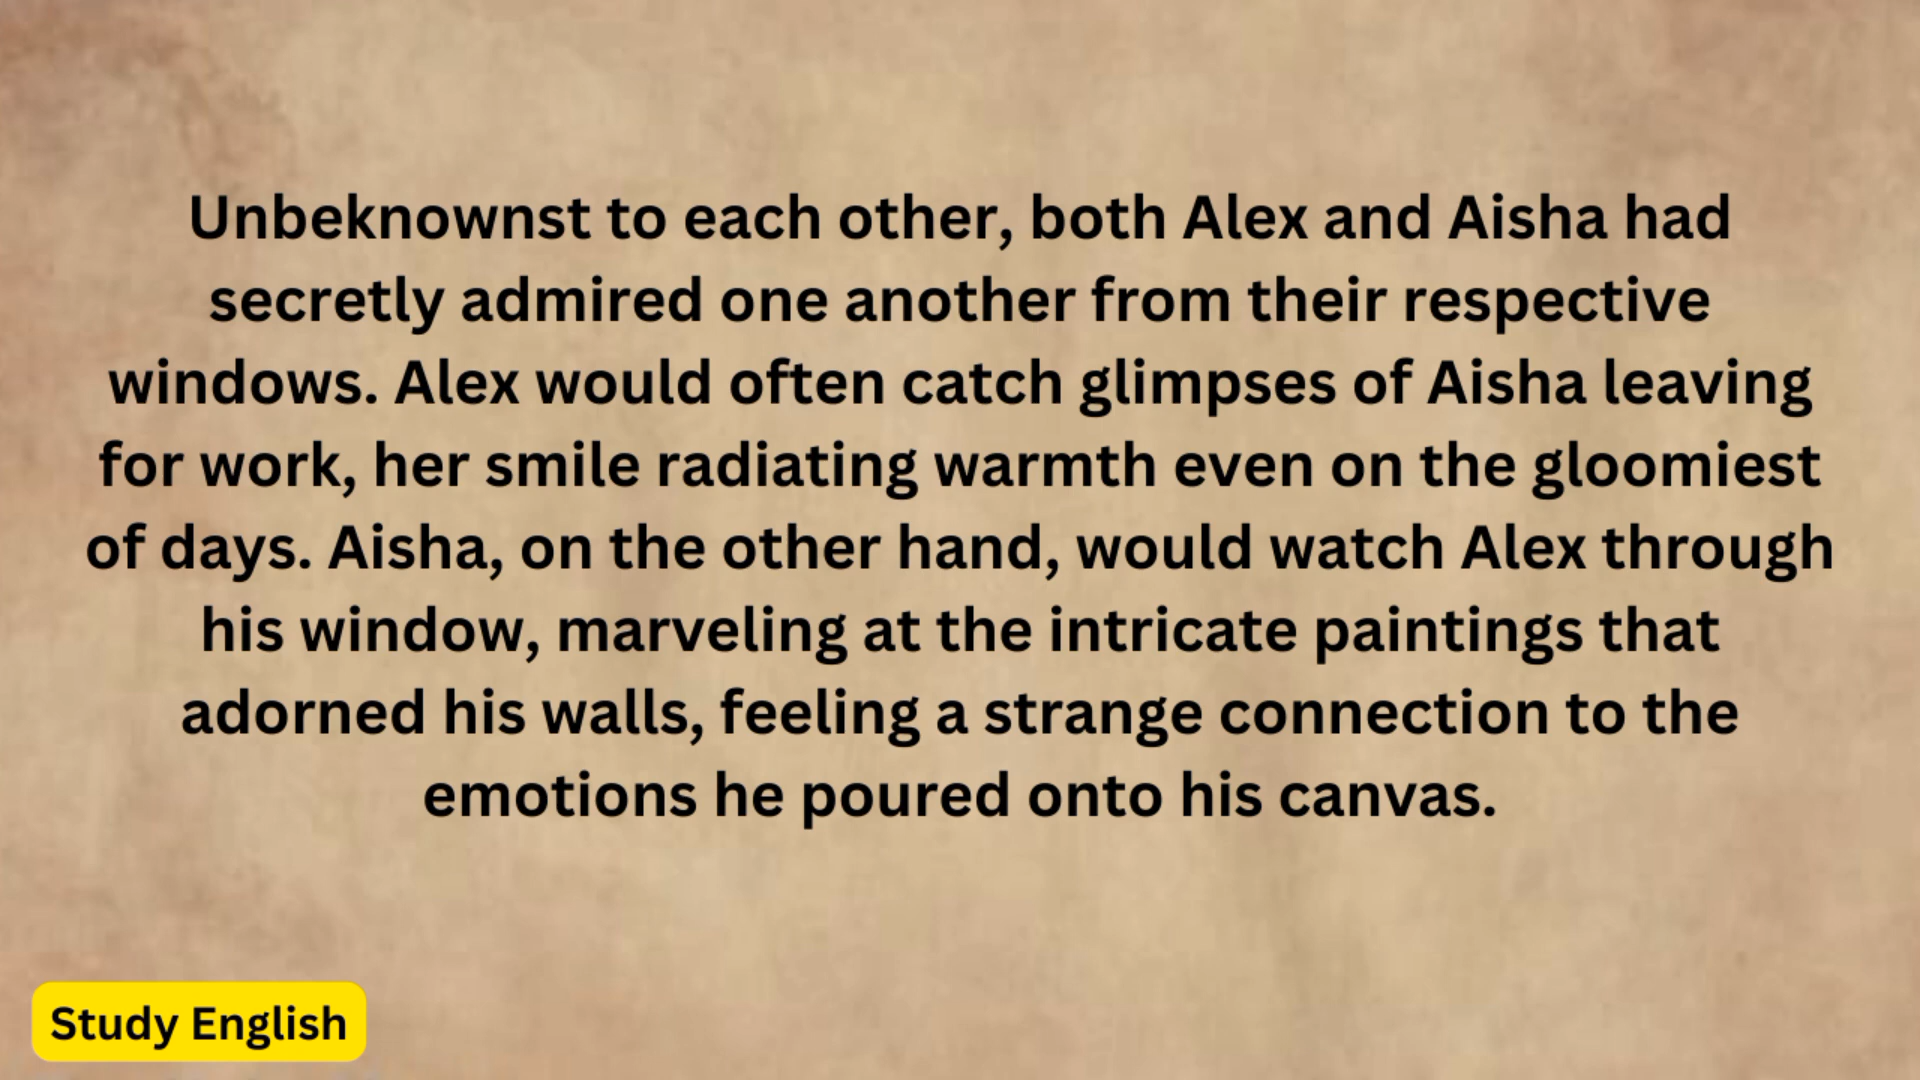 Unbeknownst to each other, both Alex and Aisha had
secretly admired one another from their respective
windows. Alex would often catch glimpses of Aisha leaving
for work, her smile radiating warmth even on the gloomiest
of days. Aisha, on the other hand, would watch Alex through
his window, marveling at the intricate paintings that
adorned his walls, feeling a strange connection to the
emotions he poured onto his canvas.
Study English